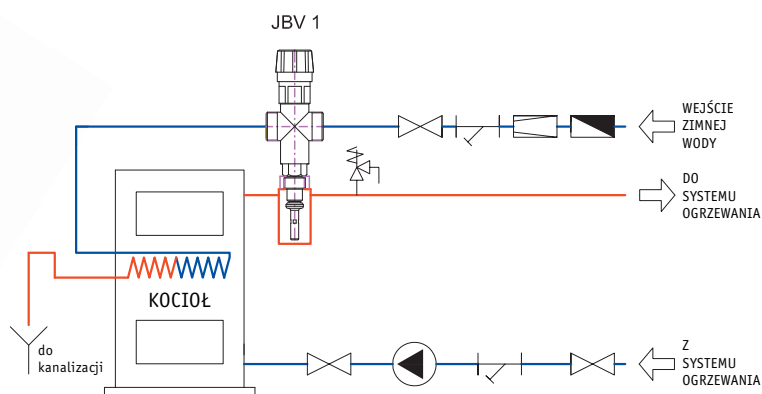 JBV 1
WEJŚCIE
ZIMNEJ
WODY
DO
SYSTEMU
OGRZEWANIA
KOCIOŁ
do
kanalizacji
Z
SYSTEMU
OGRZEWANIA